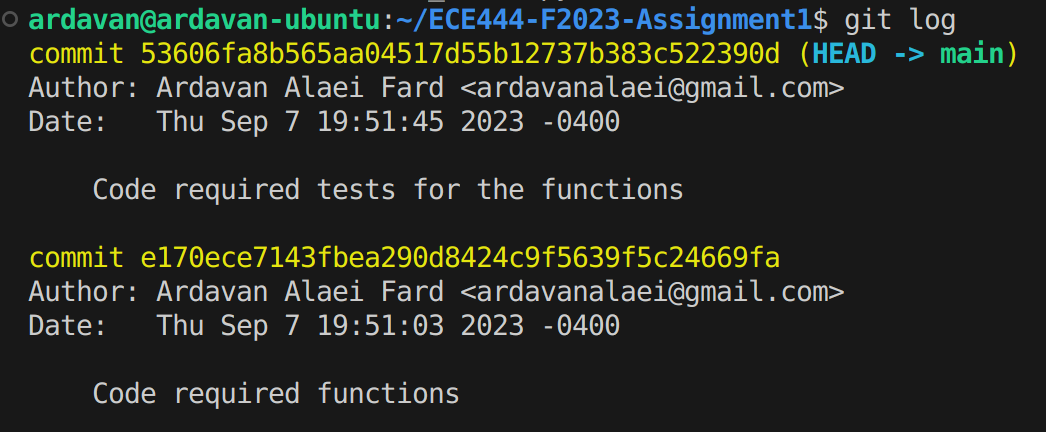 ardavan@ardavan-ubuntu:~/ECE444-F2023-Assignment1$ git log
commit 53606fa8b565aa04517d55b12737b383c522390d (HEAD -> main)
Author: Ardavan Alaei Fard <ardavanalaei@gmail.com>
Date:   Thu Sep 7 19:51:45 2023 -0400
Code required tests for the functions
commit e170ece7143fbea290d8424c9f5639f5c24669fa
Author: Ardavan Alaei Fard <ardavanalaei@gmail.com>
Date:   Thu Sep 7 19:51:03 2023 -0400
Code required functions